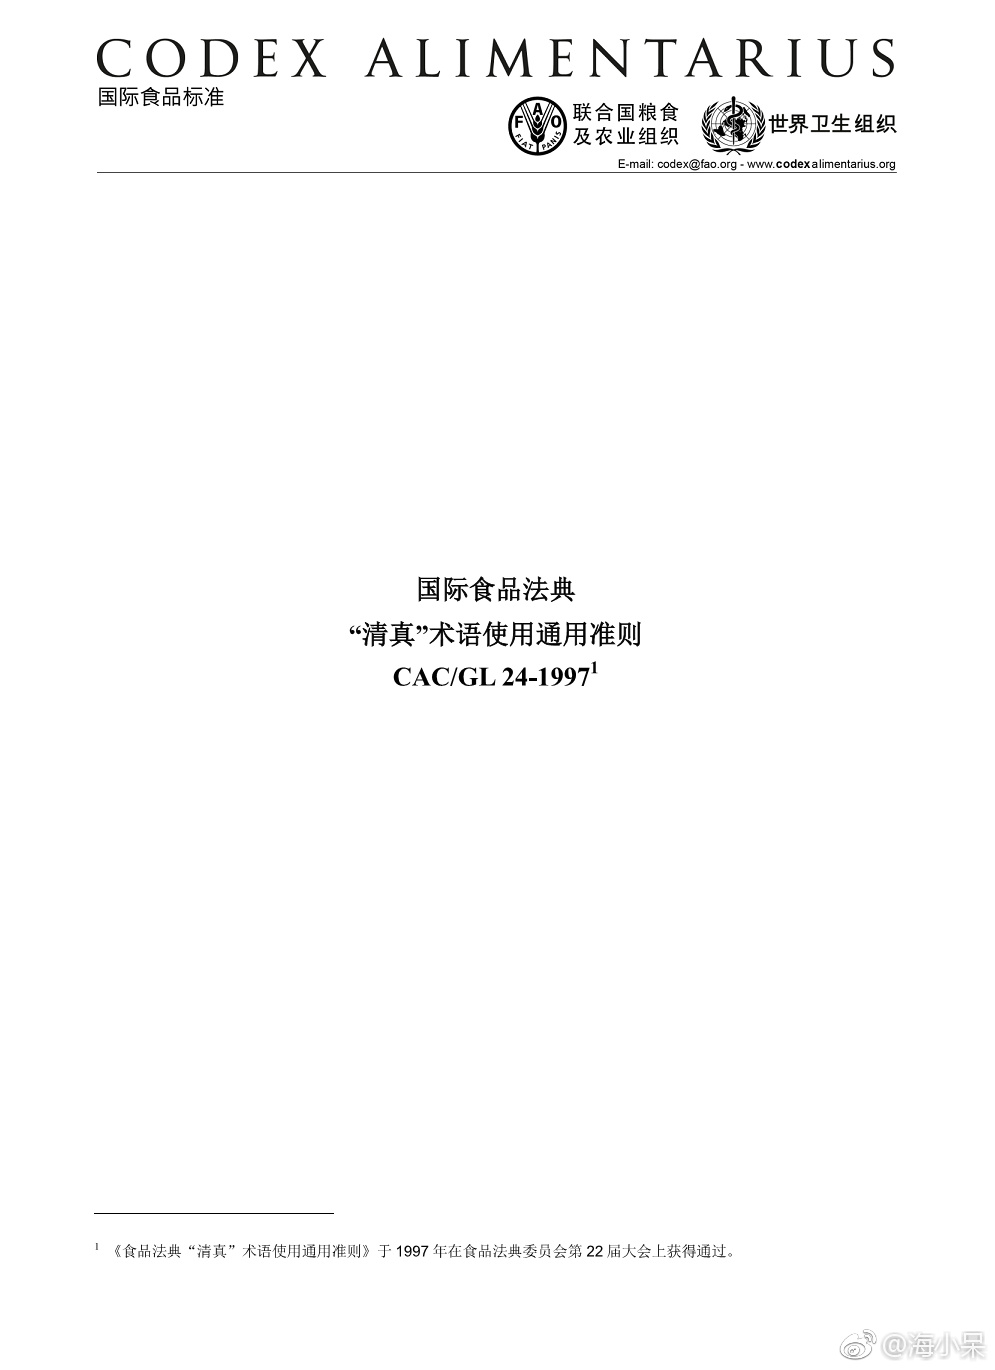 CODEX ALIMENTARIUS
国际食品标准
FAO
FIAT PANIS
联合国粮食
及农业组织
世界卫生组织
E-mail: codex@fao.org - www.codexalimentarius.org
国际食品法典
“清真”术语使用通用准则
CAC/GL 24-1997¹
¹ 《食品法典“清真”术语使用通用准则》于 1997 年在食品法典委员会第 22 届大会上获得通过。
@海小呆